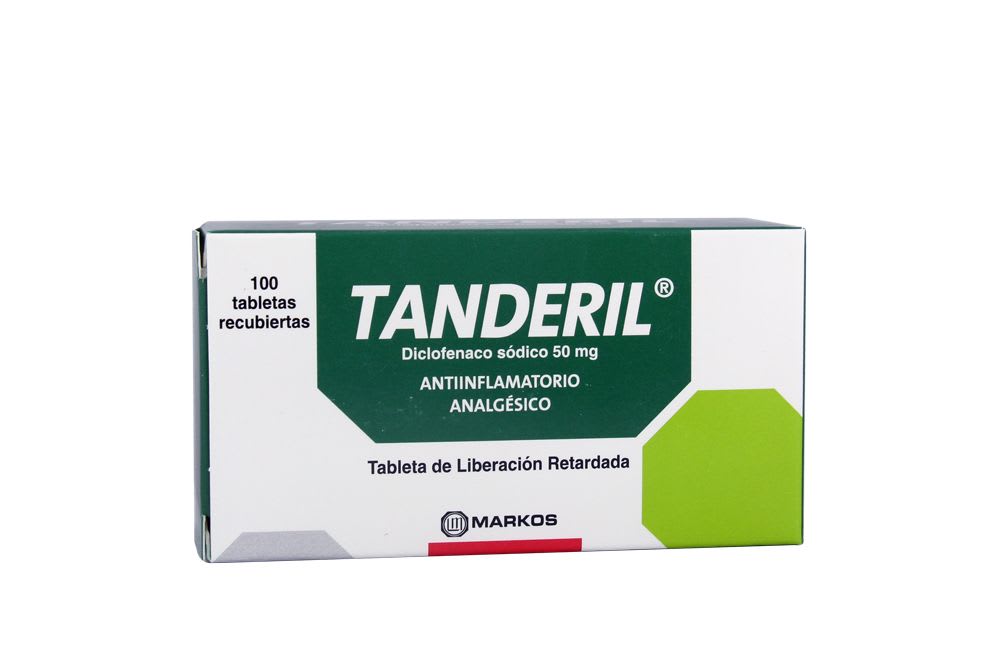 100
tabletas
recubiertas
TANDERIL®
Diclofenaco sódico 50 mg
ANTIINFLAMATORIO
ANALGÉSICO
Tableta de Liberación Retardada
MARKOS